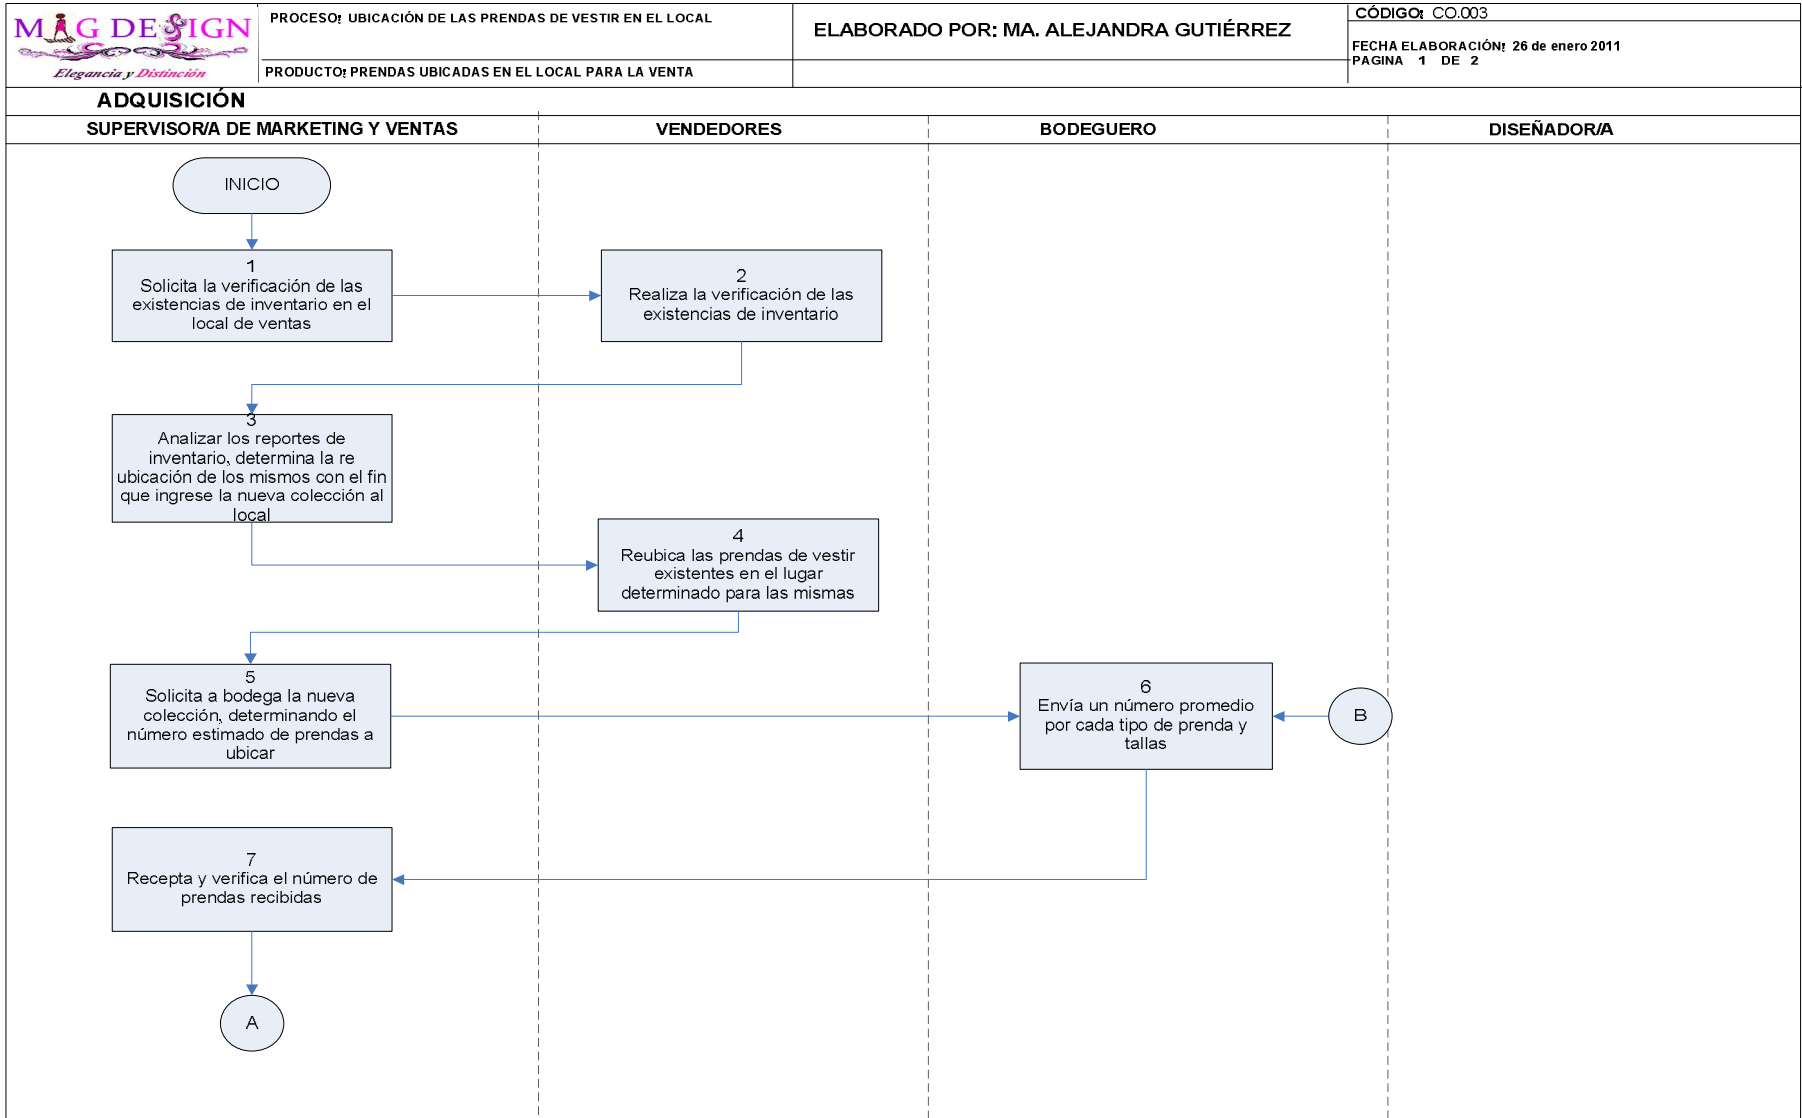 MAG DESIGN
Elegancia y Distinción
PROCESO: UBICACIÓN DE LAS PRENDAS DE VESTIR EN EL LOCAL
PRODUCTO: PRENDAS UBICADAS EN EL LOCAL PARA LA VENTA
ELABORADO POR: MA. ALEJANDRA GUTIÉRREZ
CÓDIGO: CO.003
FECHA ELABORACIÓN: 26 de enero 2011
PAGINA 1 DE 2
ADQUISICIÓN
SUPERVISOR/A DE MARKETING Y VENTAS
VENDEDORES
BODEGUERO
DISEÑADOR/A
INICIO
1
Solicita la verificación de las
existencias de inventario en el
local de ventas
2
Realiza la verificación de las
existencias de inventario
3
Analizar los reportes de
inventario, determina la re
ubicación de los mismos con el fin
que ingrese la nueva colección al
local
4
Reubica las prendas de vestir
existentes en el lugar
determinado para las mismas
5
Solicita a bodega la nueva
colección, determinando el
número estimado de prendas a
ubicar
6
Envía un número promedio
por cada tipo de prenda y
tallas
B
7
Recepta y verifica el número de
prendas recibidas
A